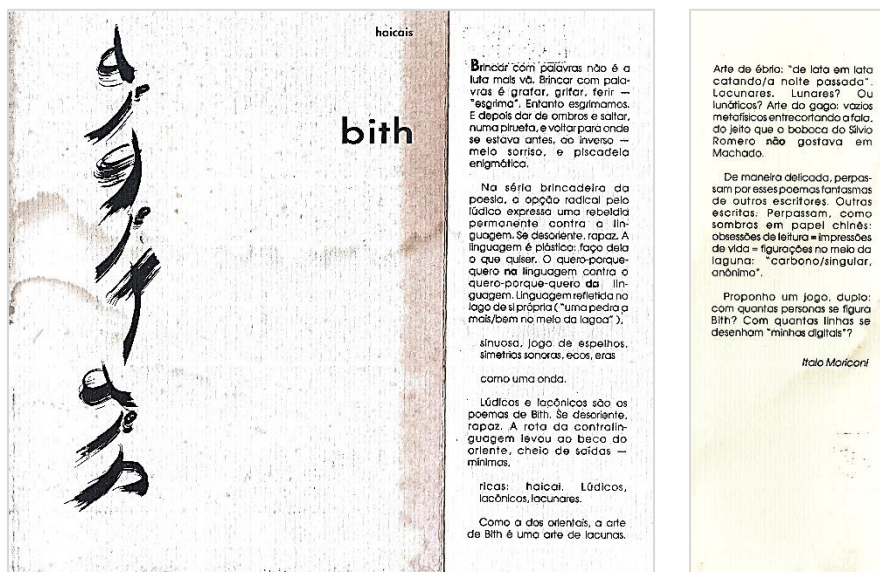 digitais
haicais
bith
Brincar com palavras não é a
luta mais vã. Brincar com pala-
vras é grafar, grifar, ferir —
"esgrima". Entanto esgrimamos.
E depois dar de ombros e saltar,
numa pirueta, e voltar para onde
se estava antes, ao inverso —
meio sorriso, e piscadela
enigmática.
Na séria brincadeira da
poesia, a opção radical pelo
lúdico expressa uma rebeldia
permanente contra a lin-
guagem. Se desoriente, rapaz. A
linguagem é plástica: faço dela
o que quiser. O quero-porque-
quero na linguagem contra o
quero-porque-quero da lin-
guagem. Linguagem refletida no
lago de si própria ("uma pedra a
mais/bem no meio da lagoa"),
sinuosa, jogo de espelhos,
simetrias sonoras, ecos, eras
como uma onda.
Lúdicos e lacônicos são os
poemas de Bith. Se desoriente,
rapaz. A rota da contralin-
guagem levou ao beco do
oriente, cheio de saídas —
mínimas,
ricas: haicai. Lúdicos,
lacônicos, lacunares.
Como a dos orientais, a arte
de Bith é uma arte de lacunas.
Arte de ébrio: "de lata em lata
catando/a noite passada".
Lacunares. Lunares? Ou
lunáticos? Arte do gago: vazios
metafísicos entrecortando a fala,
do jeito que o boboca do Silvio
Romero não gostava em
Machado.
De maneira delicada, perpas-
sam por esses poemas fantasmas
de outros escritores. Outras
escritas. Perpassam, como
sombras em papel chinês:
obsessões de leitura = impressões
de vida = figurações no meio da
laguna: "carbono/singular,
anônimo".
Proponho um jogo, duplo:
com quantas personas se figura
Bith? Com quantas linhas se
desenham "minhas digitais"?
Italo Moriconi